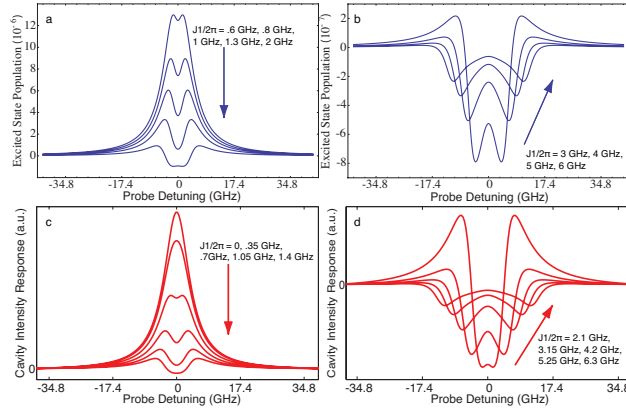 a
J1/2π = .6 GHz, .8 GHz,
1 GHz, 1.3 GHz, 2 GHz
Excited State Population (10⁻⁶)
12
10
8
6
4
2
0
-34.8 -17.4 0 17.4 34.8
Probe Detuning (GHz)
b
Excited State Population (10⁻⁷)
2
0
-2
-4
-6
-8
J1/2π = 3 GHz, 4 GHz,
5 GHz, 6 GHz
-34.8 -17.4 0 17.4 34.8
Probe Detuning (GHz)
c
J1/2π = 0, .35 GHz,
.7GHz, 1.05 GHz, 1.4 GHz
Cavity Intensity Response (a.u.)
0
-34.8 -17.4 0 17.4 34.8
Probe Detuning (GHz)
d
Cavity Intensity Response (a.u.)
0
J1/2π = 2.1 GHz,
3.15 GHz, 4.2 GHz,
5.25 GHz, 6.3 GHz
-34.8 -17.4 0 17.4 34.8
Probe Detuning (GHz)